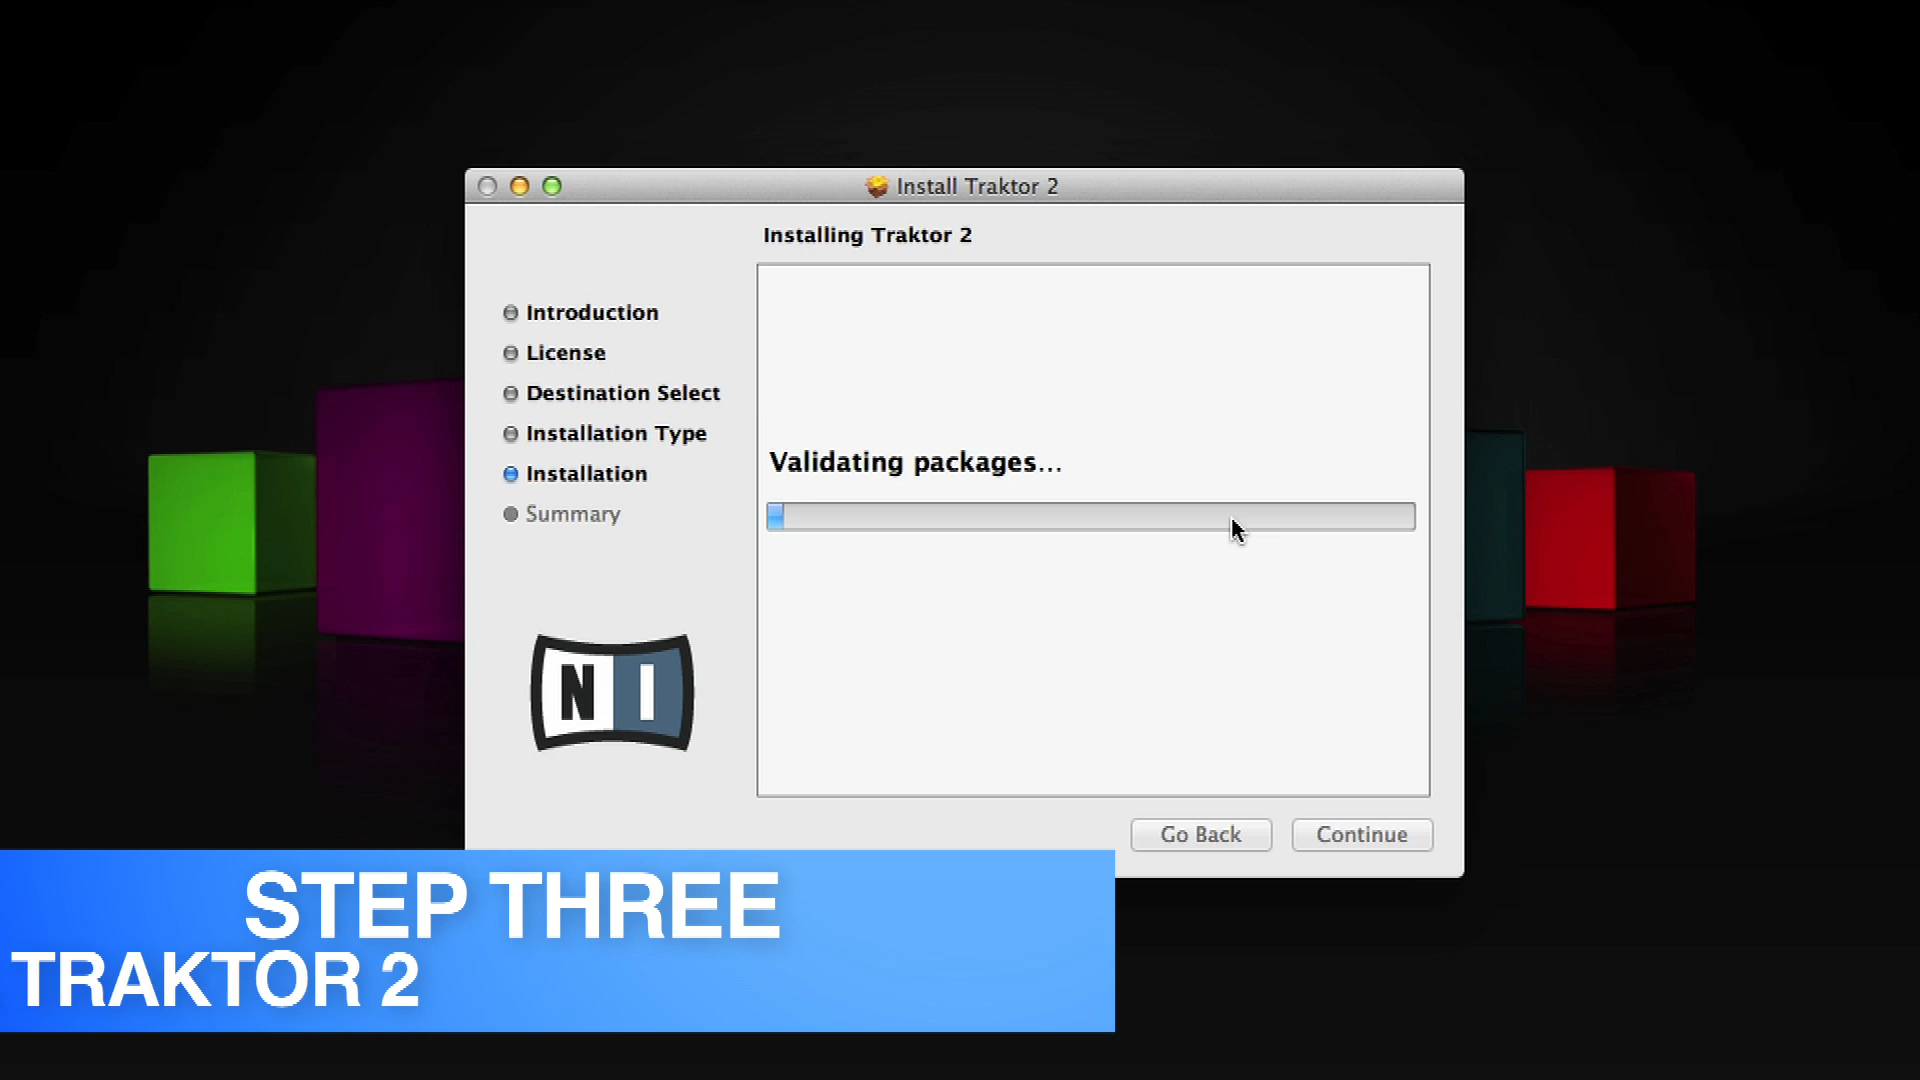 Install Traktor 2
Installing Traktor 2
Introduction
License
Destination Select
Installation Type
Installation
Summary
Validating packages...
NI
Go Back
Continue
STEP THREE
TRAKTOR 2